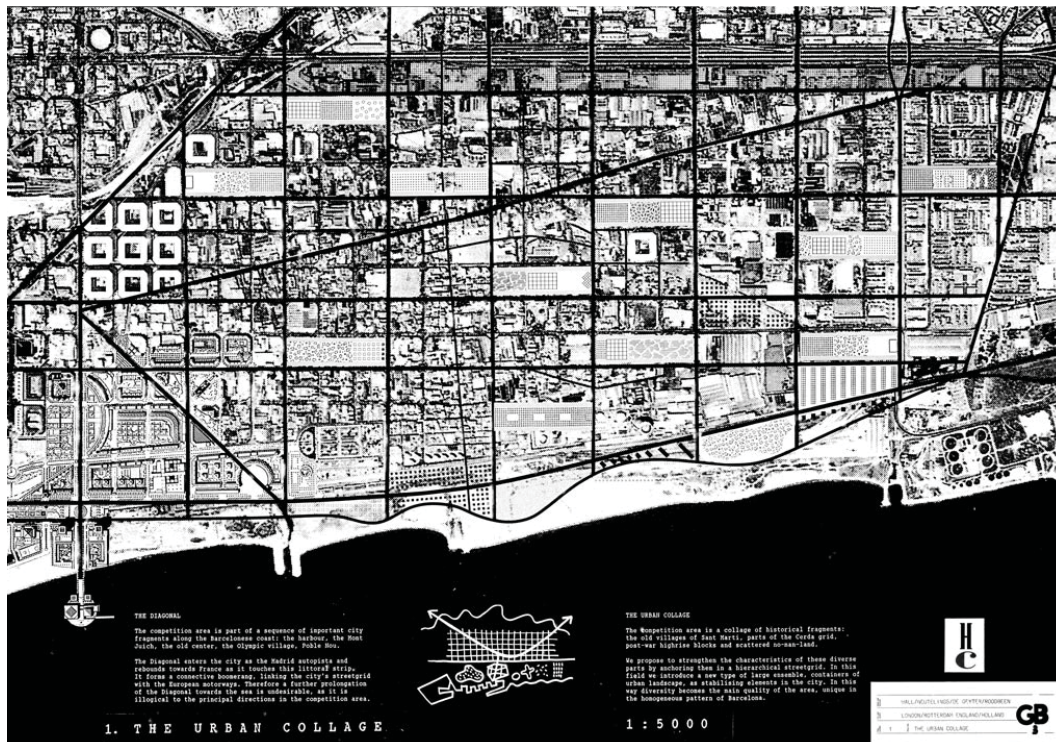 THE DIAGONAL
The competition area is part of a sequence of important city
fragments along the Barcelonese coast: the harbour, the Mont
Juich, the old center, the Olympic village, Poble Nou.
The Diagonal enters the city as the Madrid autopista and
rebounds towards France as it touches this littoral strip.
It forms a connective boomerang, linking the city's streetgrid
with the European motorways. Therefore a further prolongation
of the Diagonal towards the sea is undesirable, as it is
illogical to the principal directions in the competition area.
1. THE URBAN COLLAGE
THE URBAN COLLAGE
The competition area is a collage of historical fragments:
the old villages of Sant Marti, parts of the Cerda grid,
post-war highrise blocks and scattered no-man-land.
We propose to strengthen the characteristics of these diverse
parts by anchoring them in a hierarchical streetgrid. In this
field we introduce a new type of large ensemble, containers of
urban landscape, as stabilising elements in the city. In this
way diversity becomes the main quality of the area, unique in
the homogeneous pattern of Barcelona.
1:5000
H
C
LONDON/ROTTERDAM ENGLAND/HOLLAND
1 THE URBAN COLLAGE
GB
3